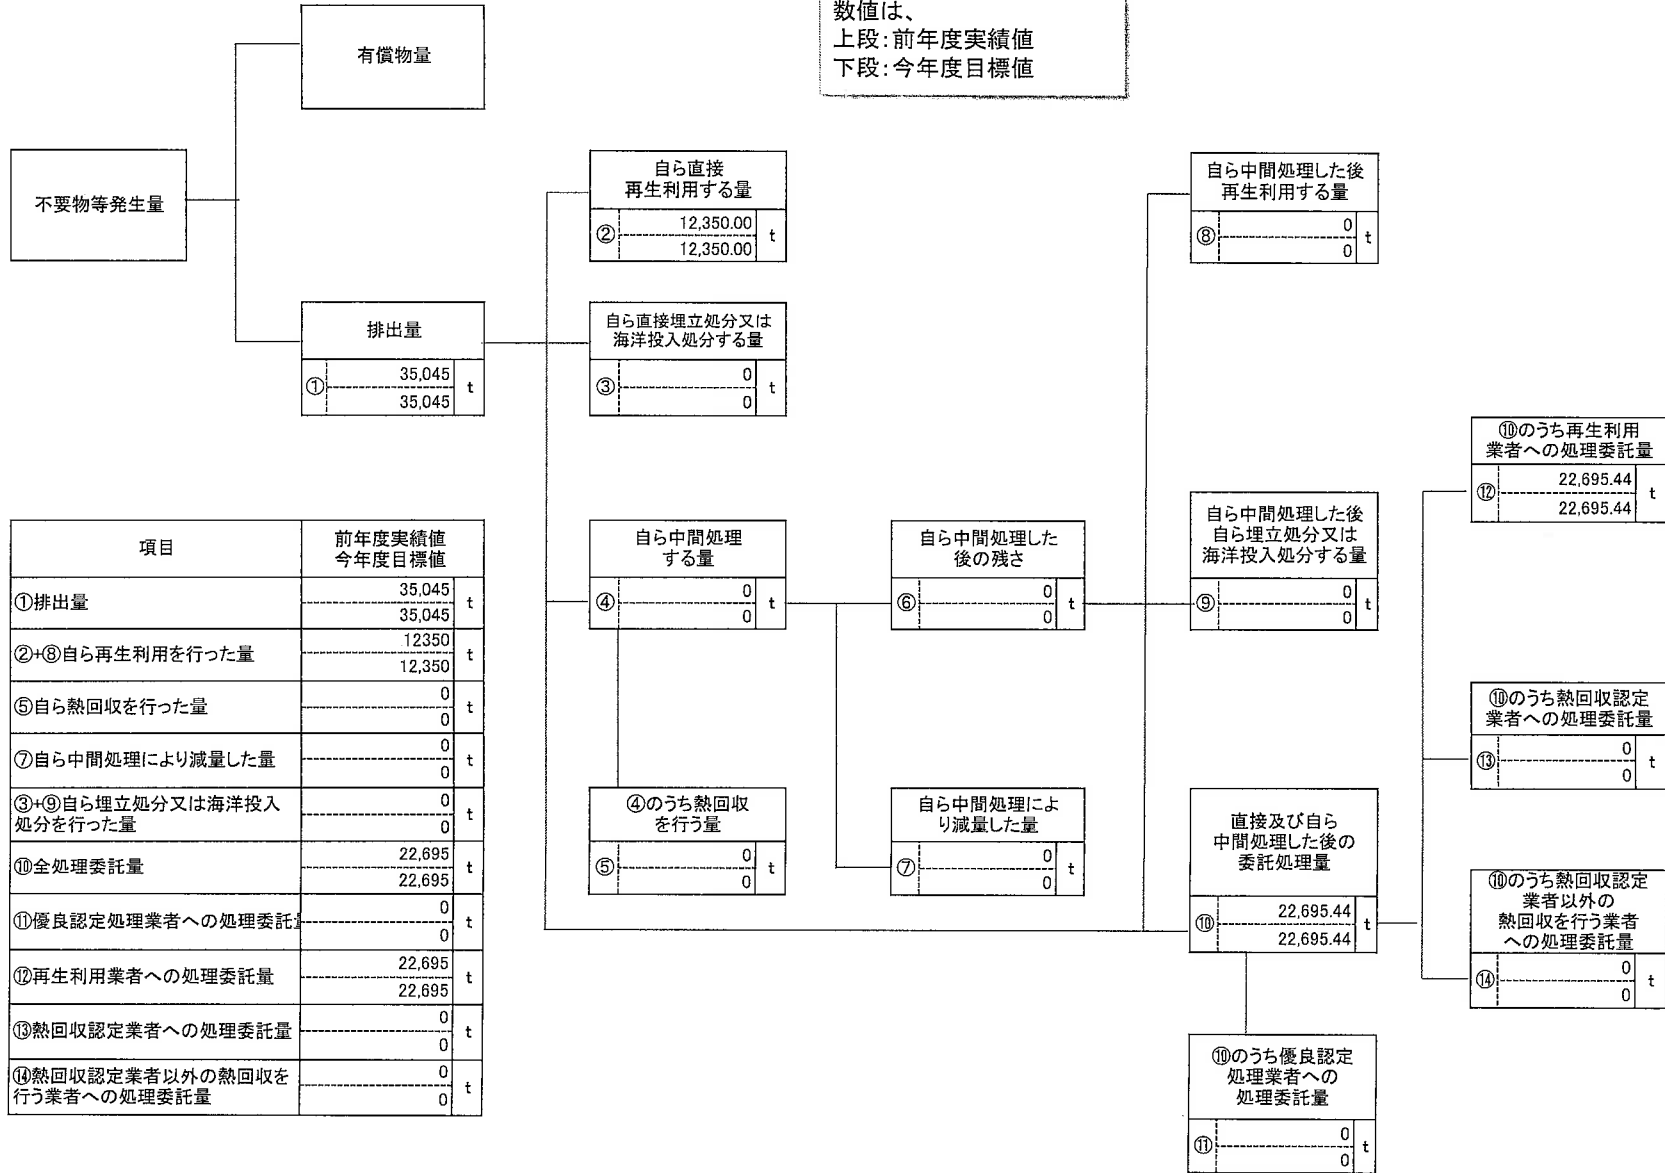 数値は、
上段:前年度実績値
下段:今年度目標値
有償物量
不要物等発生量
排出量
① 35,045 t
35,045
自ら直接
再生利用する量
② 12,350.00 t
12,350.00
自ら直接埋立処分又は
海洋投入処分する量
③ 0 t
0
自ら中間処理
する量
④ 0 t
0
④のうち熱回収
を行う量
⑤ 0 t
0
自ら中間処理した
後の残さ
⑥ 0 t
0
自ら中間処理によ
り減量した量
⑦ 0 t
0
自ら中間処理した後
再生利用する量
⑧ 0 t
0
自ら中間処理した後
自ら埋立処分又は
海洋投入処分する量
⑨ 0 t
0
直接及び自ら
中間処理した後の
委託処理量
⑩ 22,695.44 t
22,695.44
⑩のうち優良認定
処理業者への
処理委託量
⑪ 0 t
0
⑩のうち再生利用
業者への処理委託量
⑫ 22,695.44 t
22,695.44
⑩のうち熱回収認定
業者への処理委託量
⑬ 0 t
0
⑩のうち熱回収認定
業者以外の
熱回収を行う業者
への処理委託量
⑭ 0 t
0
項目 前年度実績値
今年度目標値
①排出量 35,045 t
35,045
②+⑧自ら再生利用を行った量 12350 t
12,350
⑤自ら熱回収を行った量 0 t
0
⑦自ら中間処理により減量した量 0 t
0
③+⑨自ら埋立処分又は海洋投入
処分を行った量 0 t
0
⑩全処理委託量 22,695 t
22,695
⑪優良認定処理業者への処理委託 0 t
0
⑫再生利用業者への処理委託量 22,695 t
22,695
⑬熱回収認定業者への処理委託量 0 t
0
⑭熱回収認定業者以外の熱回収を
行う業者への処理委託量 0 t
0